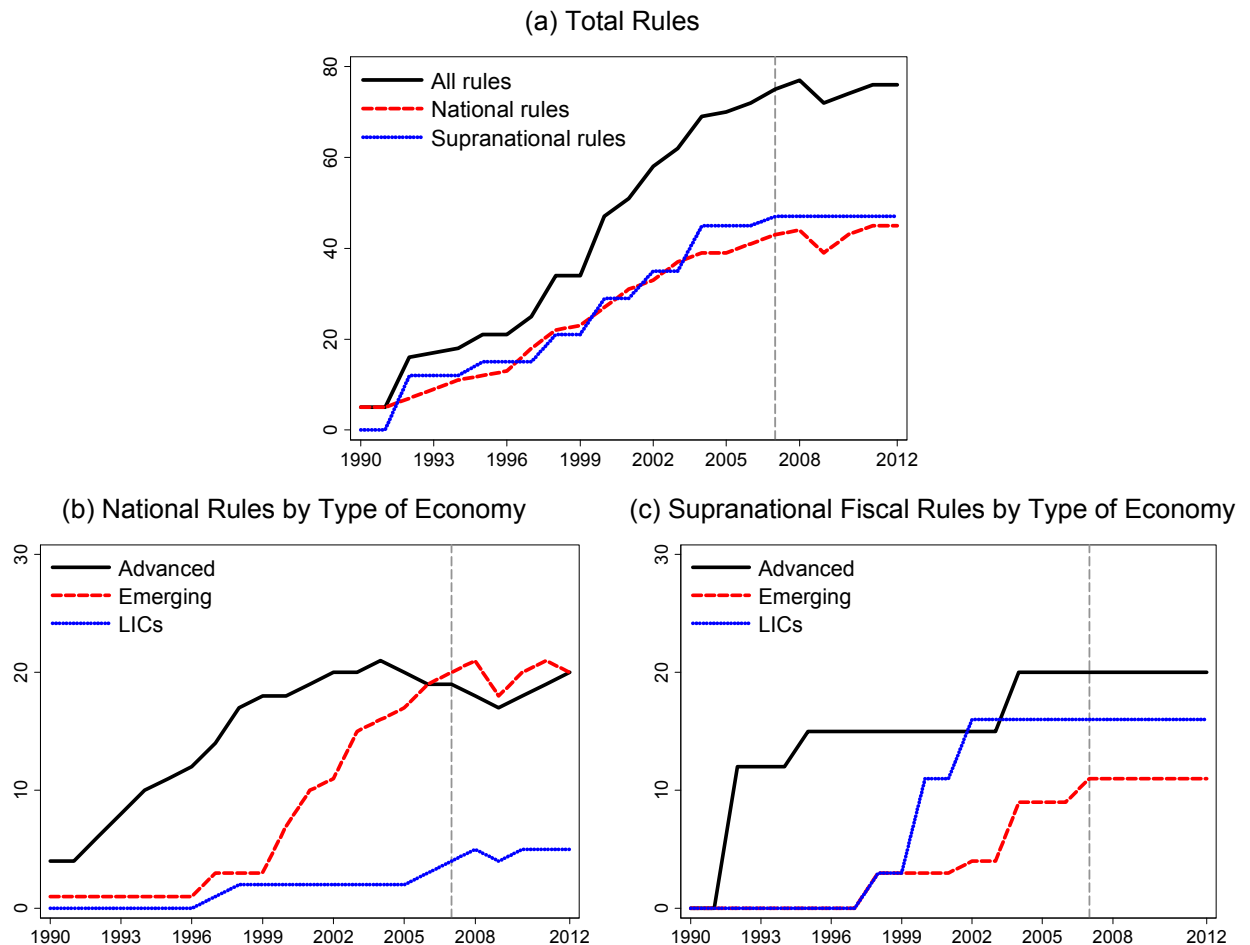 (a) Total Rules
80
60
40
20
0
All rules
National rules
Supranational rules
1990 1993 1996 1999 2002 2005 2008 2012
(b) National Rules by Type of Economy
30
20
10
0
Advanced
Emerging
LICs
1990 1993 1996 1999 2002 2005 2008 2012
(c) Supranational Fiscal Rules by Type of Economy
30
20
10
0
Advanced
Emerging
LICs
1990 1993 1996 1999 2002 2005 2008 2012